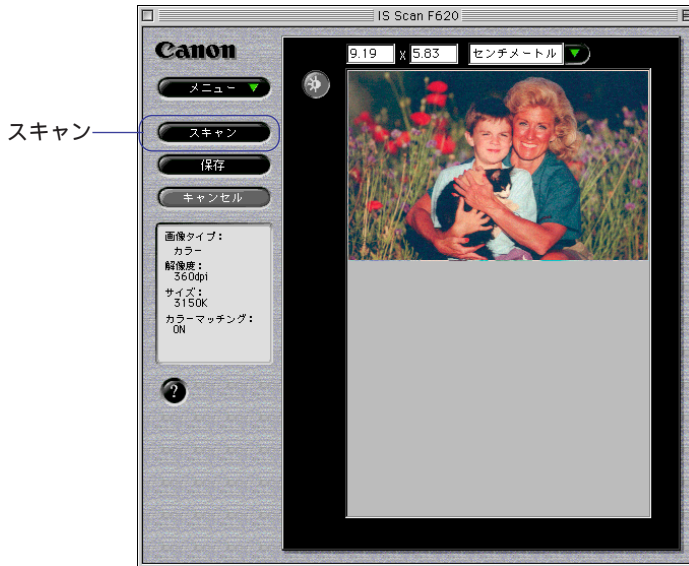 IS Scan F620
Canon
9.19 x 5.83 センチメートル
メニュー
スキャン
スキャン
保存
キャンセル
画像タイプ：
カラー
解像度：
360dpi
サイズ：
3150K
カラーマッチング：
ON
?